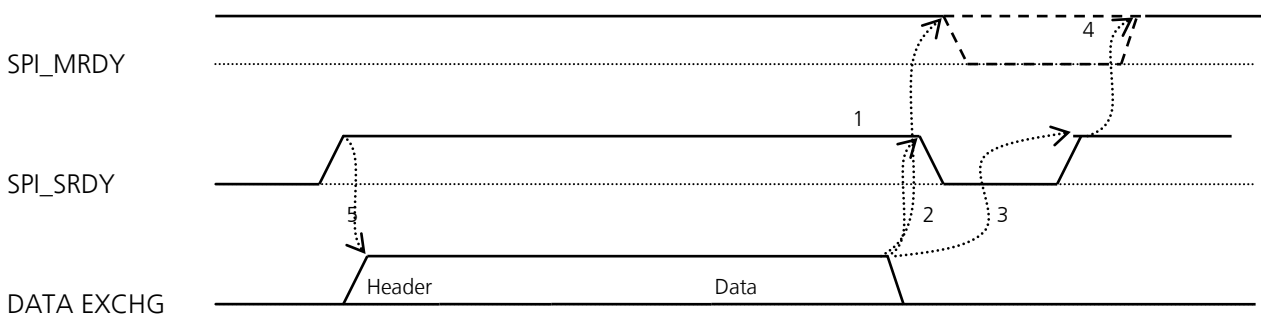 4
SPI_MRDY
1
SPI_SRDY
5
2
3
Header
Data
DATA EXCHG